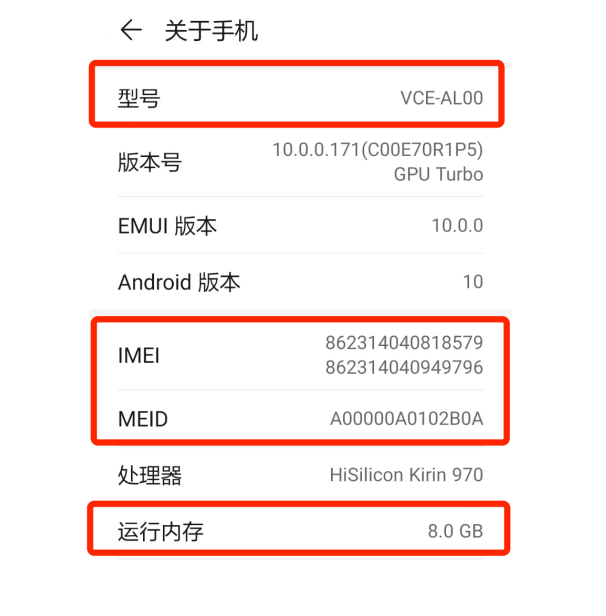 关于手机
型号 VCE-AL00
版本号 10.0.0.171(C00E70R1P5)
GPU Turbo
EMUI 版本 10.0.0
Android 版本 10
IMEI 862314040818579
862314040949796
MEID A00000A0102B0A
处理器 HiSilicon Kirin 970
运行内存 8.0 GB